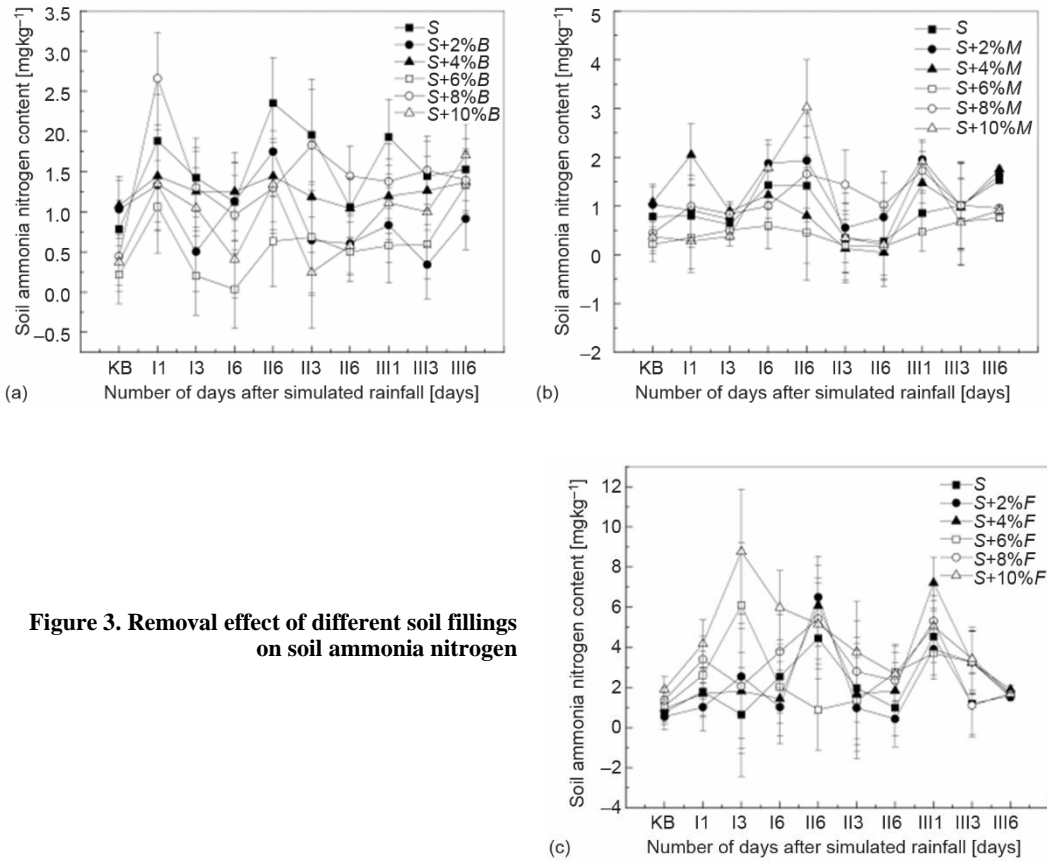 Soil ammonia nitrogen content [mgkg⁻¹]
3.5
3.0
2.5
20.
1.5
1.0
0.5
0.0
−0.5
S
S+2%B
S+4%B
S+6%B
S+8%B
S+10%B
KB I1 I3 I6 II6 II3 II6 III1 III3 III6
(a) Number of days after simulated rainfall [days]
Soil ammonia nitrogen content [mgkg⁻¹]
5
4
3
2
1
0
−1
−2
S
S+2%M
S+4%M
S+6%M
S+8%M
S+10%M
KB I1 I3 I6 II6 II3 II6 III1 III3 III6
(b) Number of days after simulated rainfall [days]
Figure 3. Removal effect of different soil fillings
on soil ammonia nitrogen
Soil ammonia nitrogen content [mgkg⁻¹]
12
10
8
6
4
2
0
−2
−4
S
S+2%F
S+4%F
S+6%F
S+8%F
S+10%F
KB I1 I3 I6 II6 II3 II6 III1 III3 III6
(c) Number of days after simulated rainfall [days]